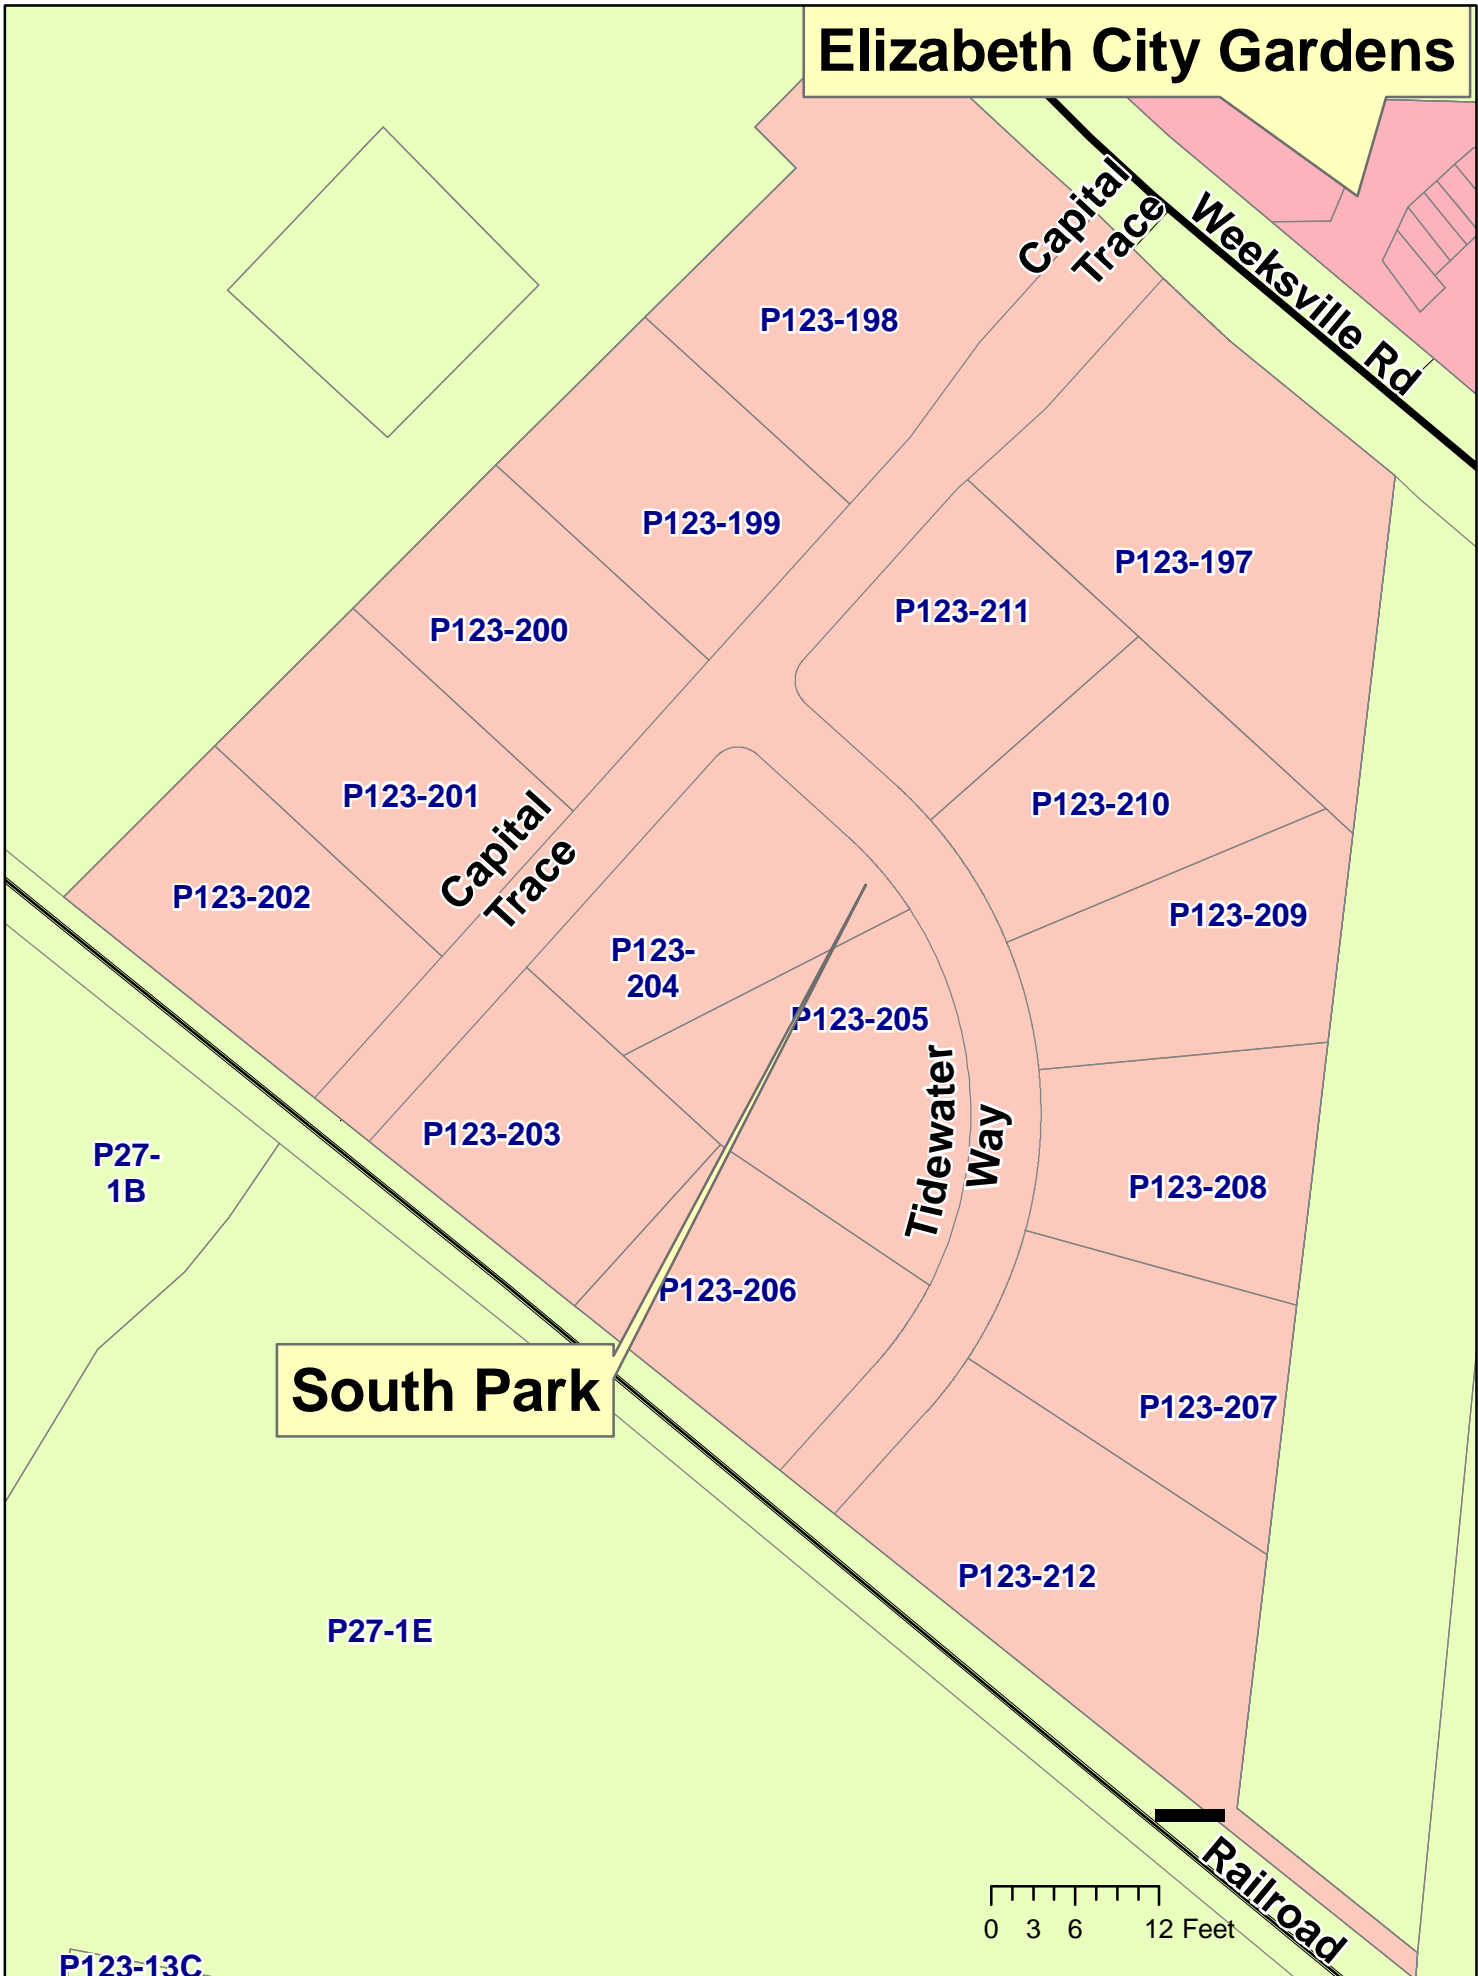 Elizabeth City Gardens
Capital
Trace
Weeksville Rd
P123-198
P123-199
P123-197
P123-211
P123-200
P123-201
Capital
Trace
P123-210
P123-202
P123-209
P123-
204
P123-205
Tidewater
Way
P123-203
P27-
1B
P123-208
P123-206
South Park
P123-207
P123-212
P27-1E
Railroad
0 3 6 12 Feet
P123-13C